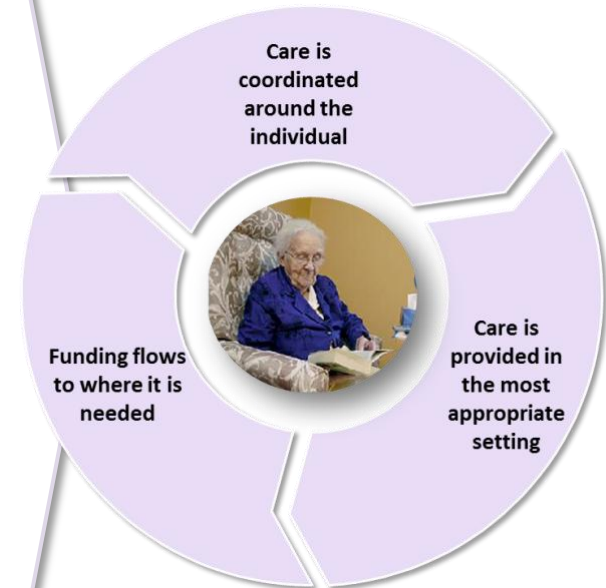 Care is
coordinated
around the
individual
Care is
provided in
the most
appropriate
setting
Funding flows
to where it is
needed